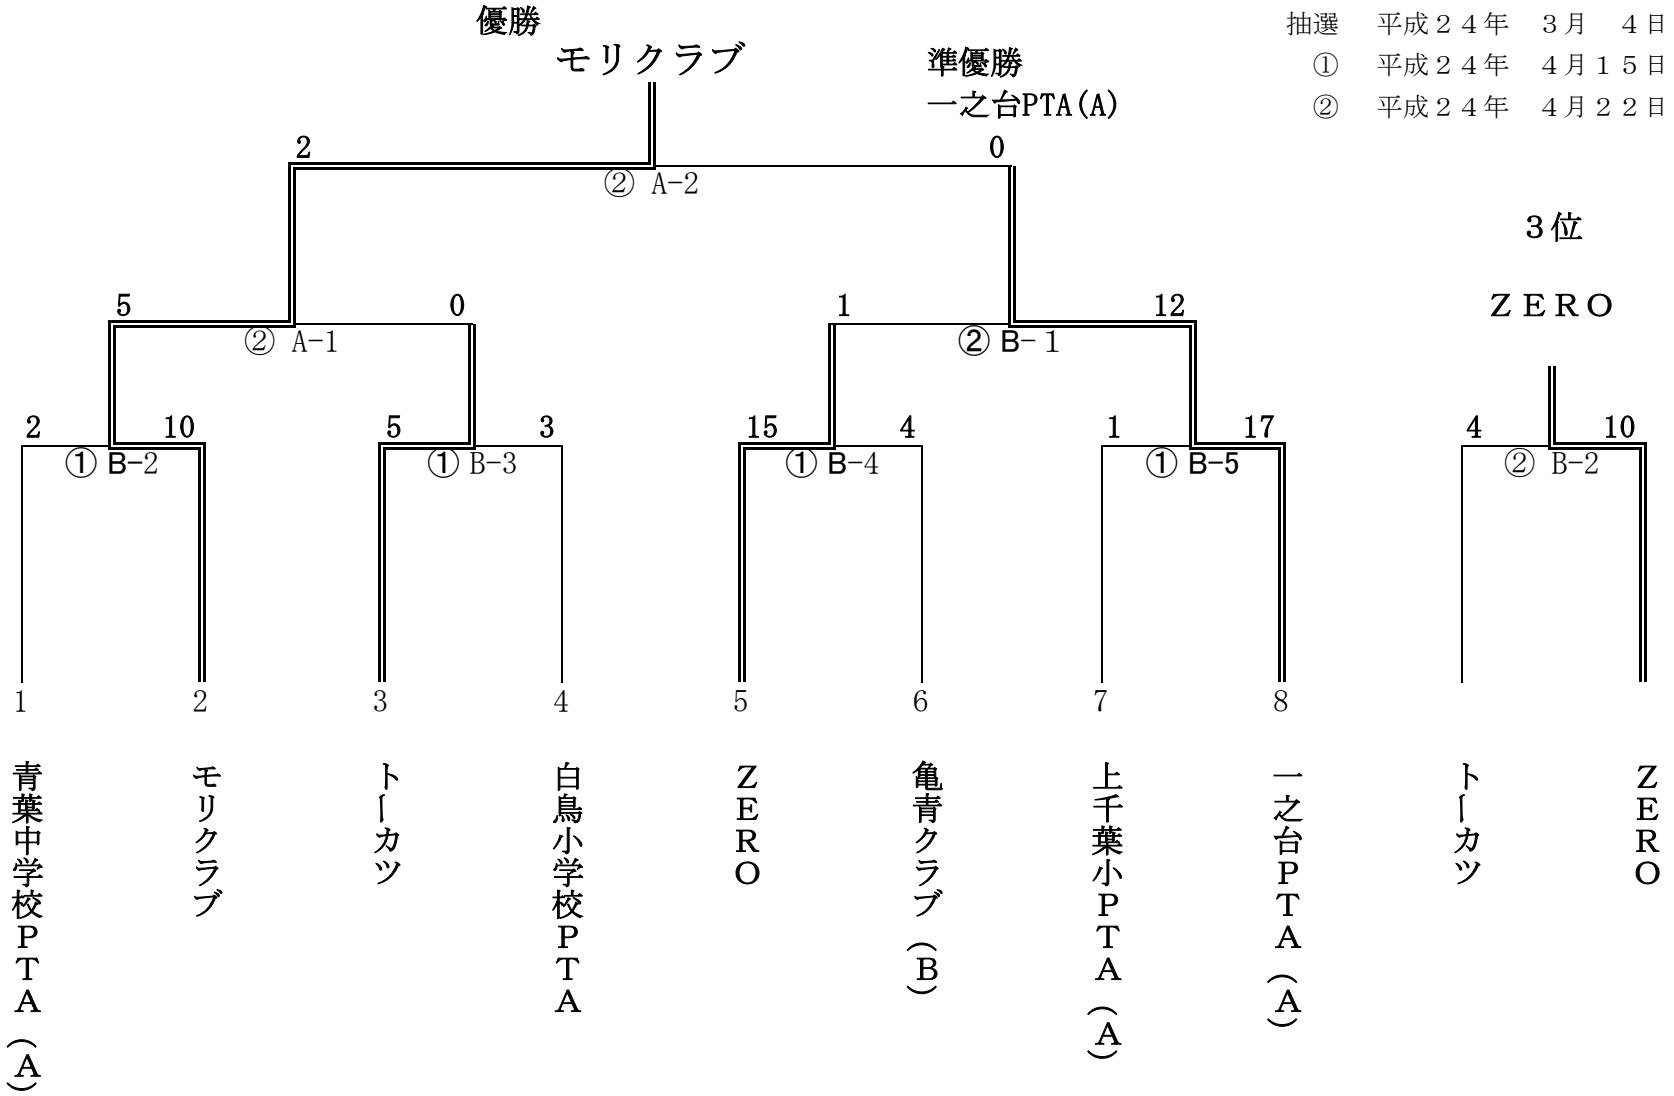 優勝
モリクラブ
準優勝
一之台PTA(A)
抽選　平成２４年　３月　４日
①　平成２４年　４月１５日
②　平成２４年　４月２２日
2
0
② A-2
３位
ＺＥＲＯ
5
0
1
12
② A-1
② B-１
2
10
5
3
15
4
1
17
4
10
① B-2
① B-3
① B-4
① B-5
② B-2
1
2
3
4
5
6
7
8
青葉中学校ＰＴＡ（Ａ）
モリクラブ
トーカツ
白鳥小学校ＰＴＡ
ＺＥＲＯ
亀青クラブ（Ｂ）
上千葉小ＰＴＡ（Ａ）
一之台ＰＴＡ（Ａ）
トーカツ
ＺＥＲＯ